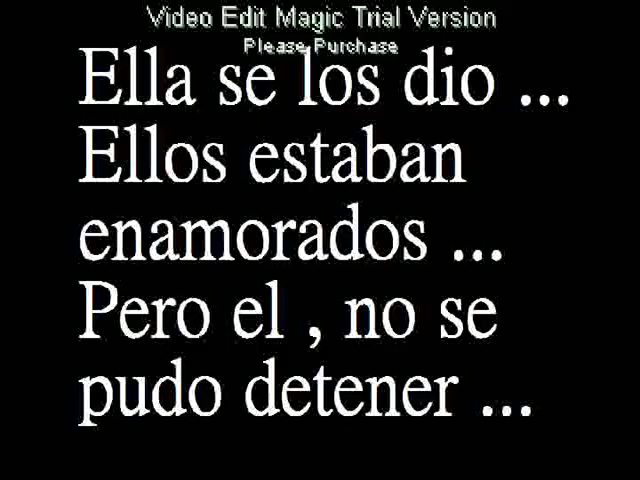 Video Edit Magic Trial Version
Please Purchase
Ella se los dio ...
Ellos estaban
enamorados ...
Pero el , no se
pudo detener ...